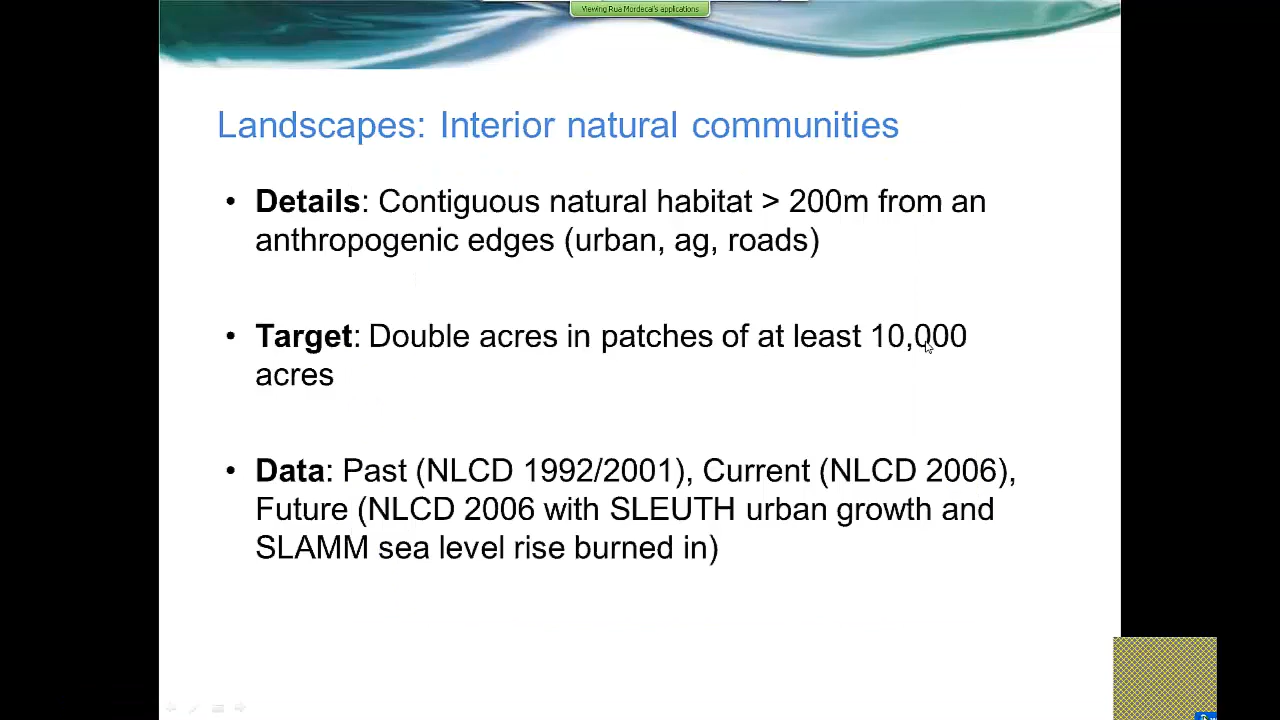 Viewing Rua Mordecai's applications
Landscapes: Interior natural communities
• Details: Contiguous natural habitat > 200m from an
anthropogenic edges (urban, ag, roads)
• Target: Double acres in patches of at least 10,000
acres
• Data: Past (NLCD 1992/2001), Current (NLCD 2006),
Future (NLCD 2006 with SLEUTH urban growth and
SLAMM sea level rise burned in)